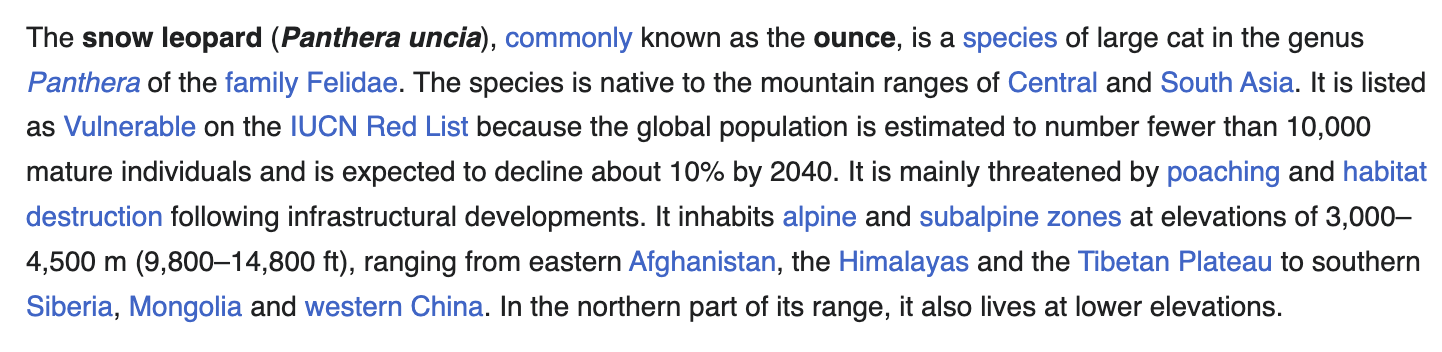 The snow leopard (Panthera uncia), commonly known as the ounce, is a species of large cat in the genus
Panthera of the family Felidae. The species is native to the mountain ranges of Central and South Asia. It is listed
as Vulnerable on the IUCN Red List because the global population is estimated to number fewer than 10,000
mature individuals and is expected to decline about 10% by 2040. It is mainly threatened by poaching and habitat
destruction following infrastructural developments. It inhabits alpine and subalpine zones at elevations of 3,000–
4,500 m (9,800–14,800 ft), ranging from eastern Afghanistan, the Himalayas and the Tibetan Plateau to southern
Siberia, Mongolia and western China. In the northern part of its range, it also lives at lower elevations.